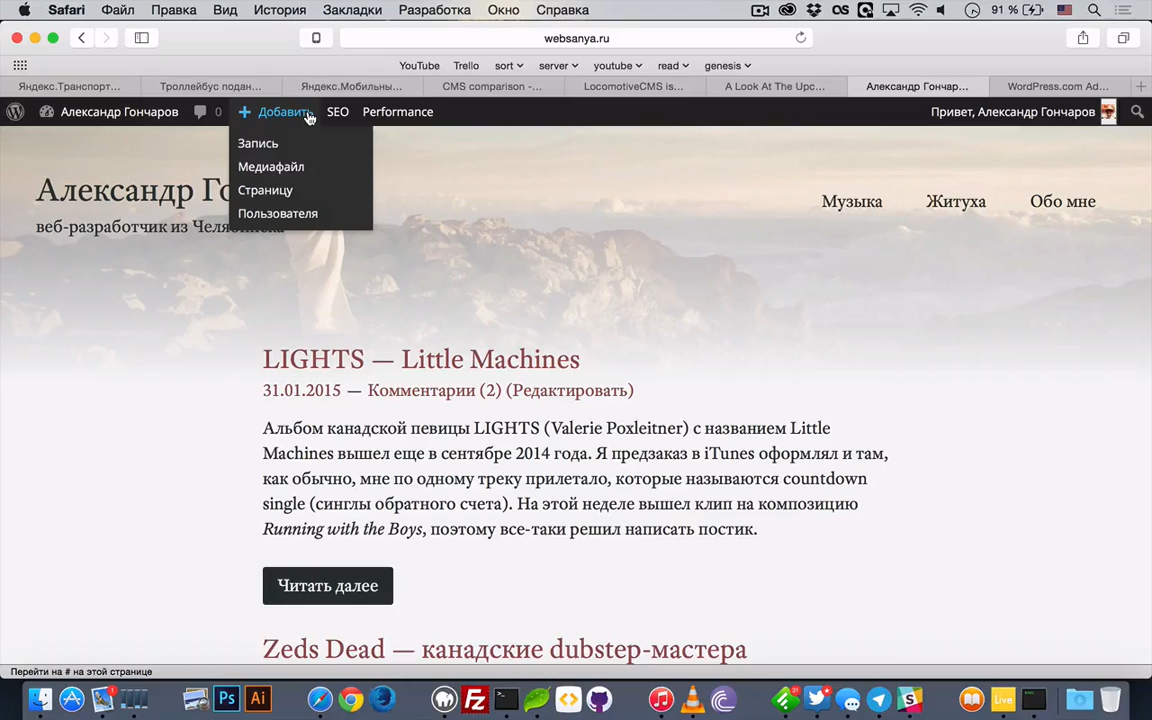 Safari Файл Правка Вид История Закладки Разработка Окно Справка 91 %
websanya.ru
YouTube Trello sort server youtube read genesis
Яндекс.Транспорт... Троллейбус подан... Яндекс.Мобильны... CMS comparison -... LocomotiveCMS is... A Look At The Upc... Александр Гончар... WordPress.com Ad...
Александр Гончаров 0 Добавить SEO Performance Привет, Александр Гончаров
Запись
Медиафайл
Страницу
Пользователя
Александр Го
веб-разработчик из Челябинска
Музыка Житуха Обо мне
LIGHTS — Little Machines
31.01.2015 — Комментарии (2) (Редактировать)
Альбом канадской певицы LIGHTS (Valerie Poxleitner) с названием Little
Machines вышел еще в сентябре 2014 года. Я предзаказ в iTunes оформлял и там,
как обычно, мне по одному треку прилетало, которые называются countdown
single (синглы обратного счета). На этой неделе вышел клип на композицию
Running with the Boys, поэтому все-таки решил написать постик.
Читать далее
Zeds Dead — канадские dubstep-мастера
Перейти на # на этой странице
Ps Ai Fz 31 Live